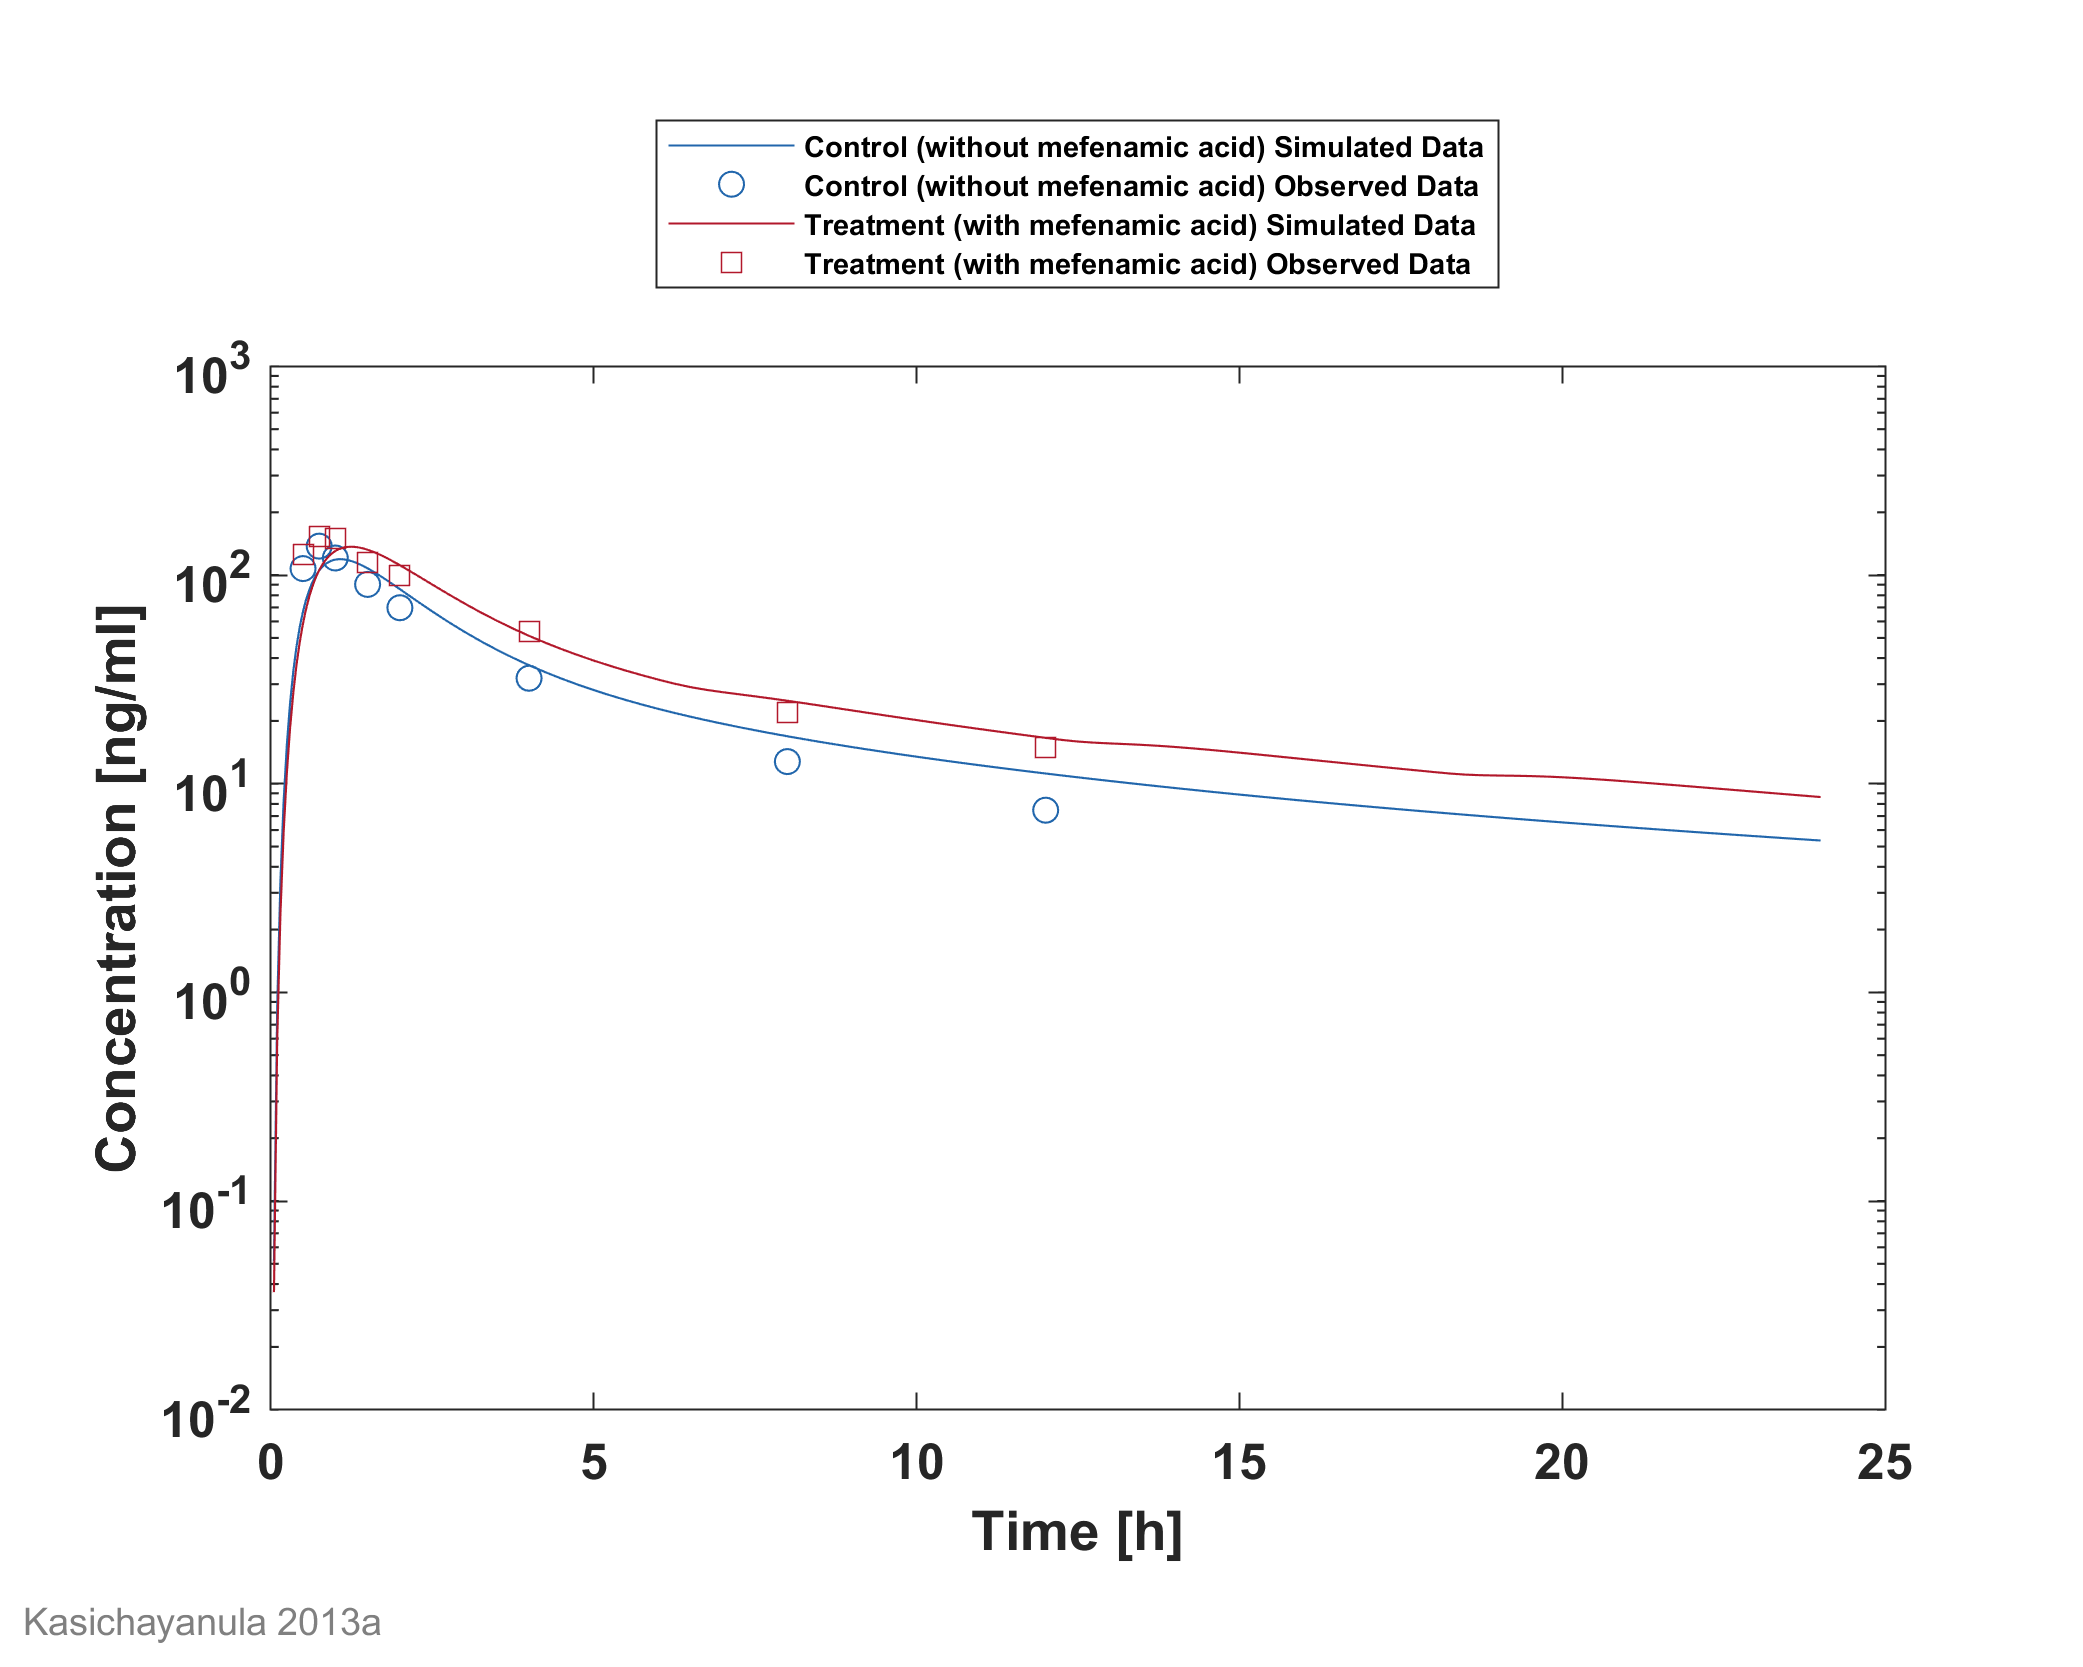 Control (without mefenamic acid) Simulated Data
Control (without mefenamic acid) Observed Data
Treatment (with mefenamic acid) Simulated Data
Treatment (with mefenamic acid) Observed Data
10^3
10^2
10^1
10^0
10^-1
10^-2
Concentration [ng/ml]
0 5 10 15 20 25
Time [h]
Kasichayanula 2013a